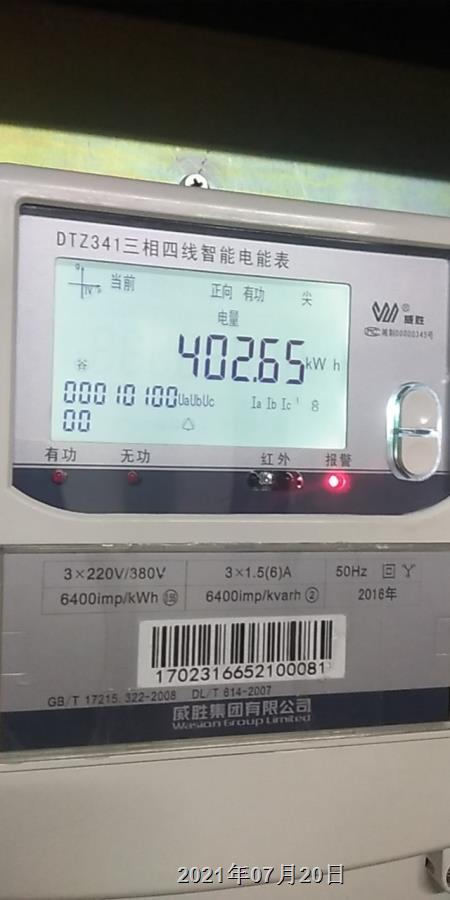 DTZ341三相四线智能电能表
当前 正向 有功 尖
电量
402.65 kW h
谷
00010100 UaUbUc Ia Ib Ic
00
威胜
有功 无功 红外 报警
3×220V/380V 3×1.5(6)A 50Hz
6400imp/kWh 6400imp/kvarh ② 2016年
1702316652100081
GB/T 17215.322-2008 DL/T 614-2007
威胜集团有限公司
Wasion Group Limited
2021年07月20日